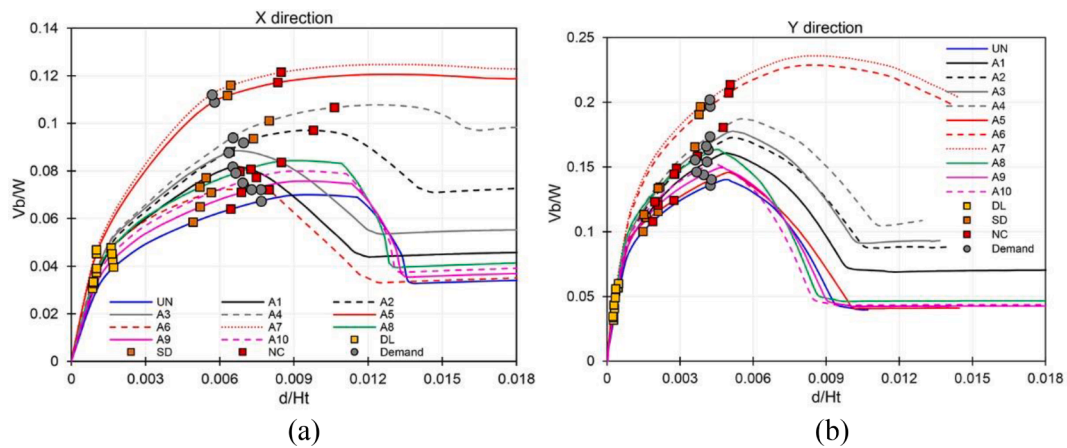 X direction
0.14
0.12
0.1
0.08
0.06
0.04
0.02
0
Vb/W
0 0.003 0.006 0.009 0.012 0.015 0.018
d/Ht
UN A1 A2
A3 A4 A5
A6 A7 A8
A9 A10 DL
SD NC Demand
(a)
Y direction
0.25
0.2
0.15
0.1
0.05
0
Vb/W
0 0.003 0.006 0.009 0.012 0.015 0.018
d/Ht
UN
A1
A2
A3
A4
A5
A6
A7
A8
A9
A10
DL
SD
NC
Demand
(b)